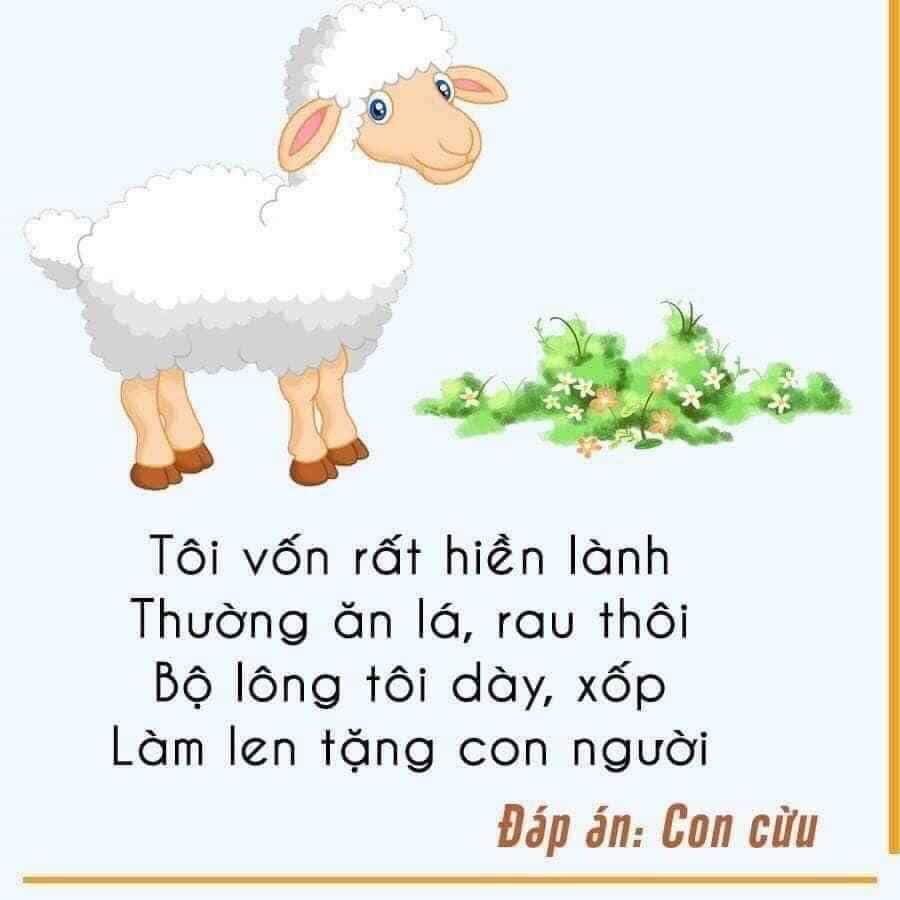 Tôi vốn rất hiền lành
Thường ăn lá, rau thôi
Bộ lông tôi dày, xốp
Làm len tặng con người
Đáp án: Con cừu